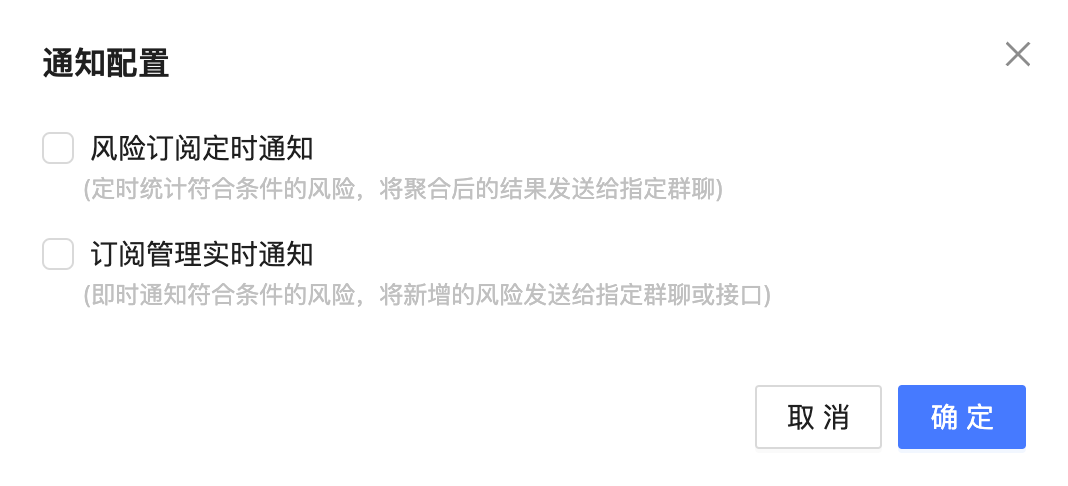 通知配置
风险订阅定时通知
(定时统计符合条件的风险，将聚合后的结果发送给指定群聊)
订阅管理实时通知
(即时通知符合条件的风险，将新增的风险发送给指定群聊或接口)
取 消
确 定